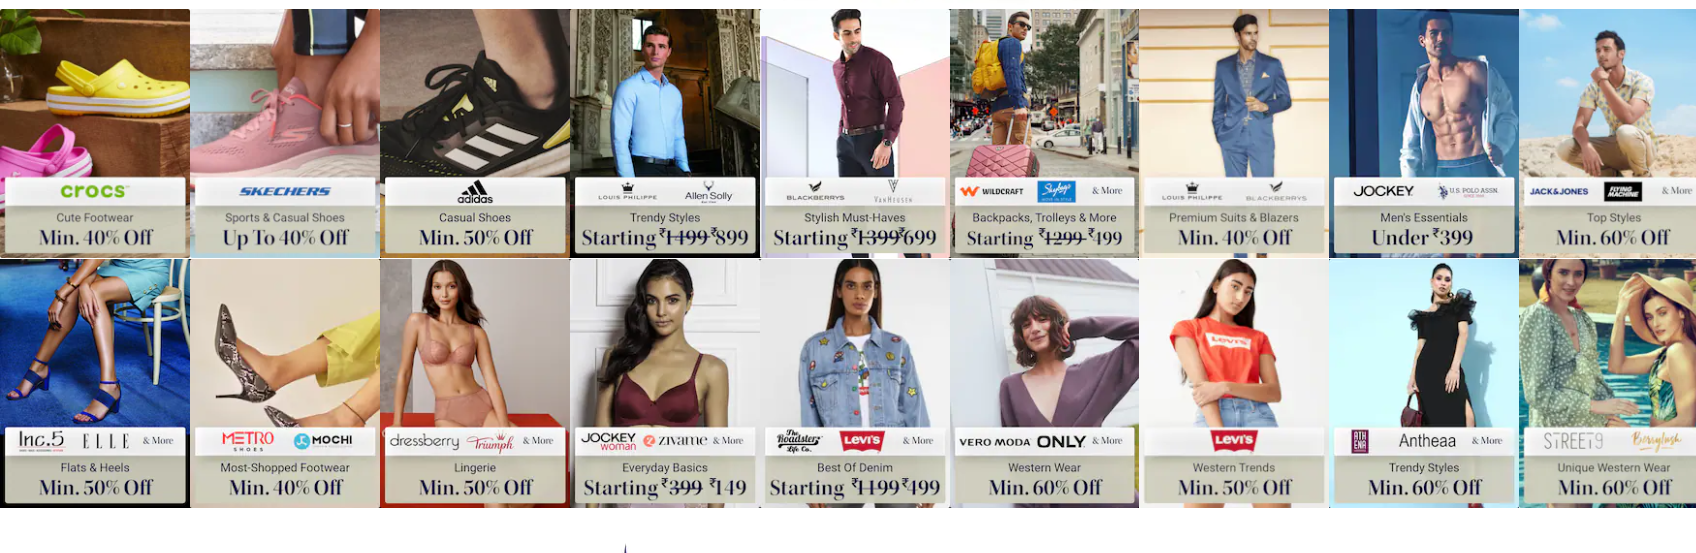 crocs
Cute Footwear
Min. 40% Off
SKECHERS
Sports & Casual Shoes
Up To 40% Off
adidas
Casual Shoes
Min. 50% Off
LOUIS PHILIPPE Allen Solly
Trendy Styles
Starting ₹1499 ₹899
BLACKBERRYS VAN HEUSEN
Stylish Must-Haves
Starting ₹1399 ₹699
WILDCRAFT Skybags & More
Backpacks, Trolleys & More
Starting ₹1299 ₹499
LOUIS PHILIPPE BLACKBERRYS
Premium Suits & Blazers
Min. 40% Off
JOCKEY U.S. POLO ASSN.
Men's Essentials
Under ₹399
JACK&JONES FLYING MACHINE & More
Top Styles
Min. 60% Off
Inc.5 ELLE & More
Flats & Heels
Min. 50% Off
METRO SHOES MOCHI
Most-Shopped Footwear
Min. 40% Off
dressberry Triumph & More
Lingerie
Min. 50% Off
JOCKEY woman zivame & More
Everyday Basics
Starting ₹399 ₹149
The Roadster Life Co. LEVI'S & More
Best Of Denim
Starting ₹1199 ₹499
VERO MODA ONLY & More
Western Wear
Min. 60% Off
LEVI'S
LEVI'S
Western Trends
Min. 50% Off
ATHENA Antheaa & More
Trendy Styles
Min. 60% Off
STREET9 Berrylush
Unique Western Wear
Min. 60% Off